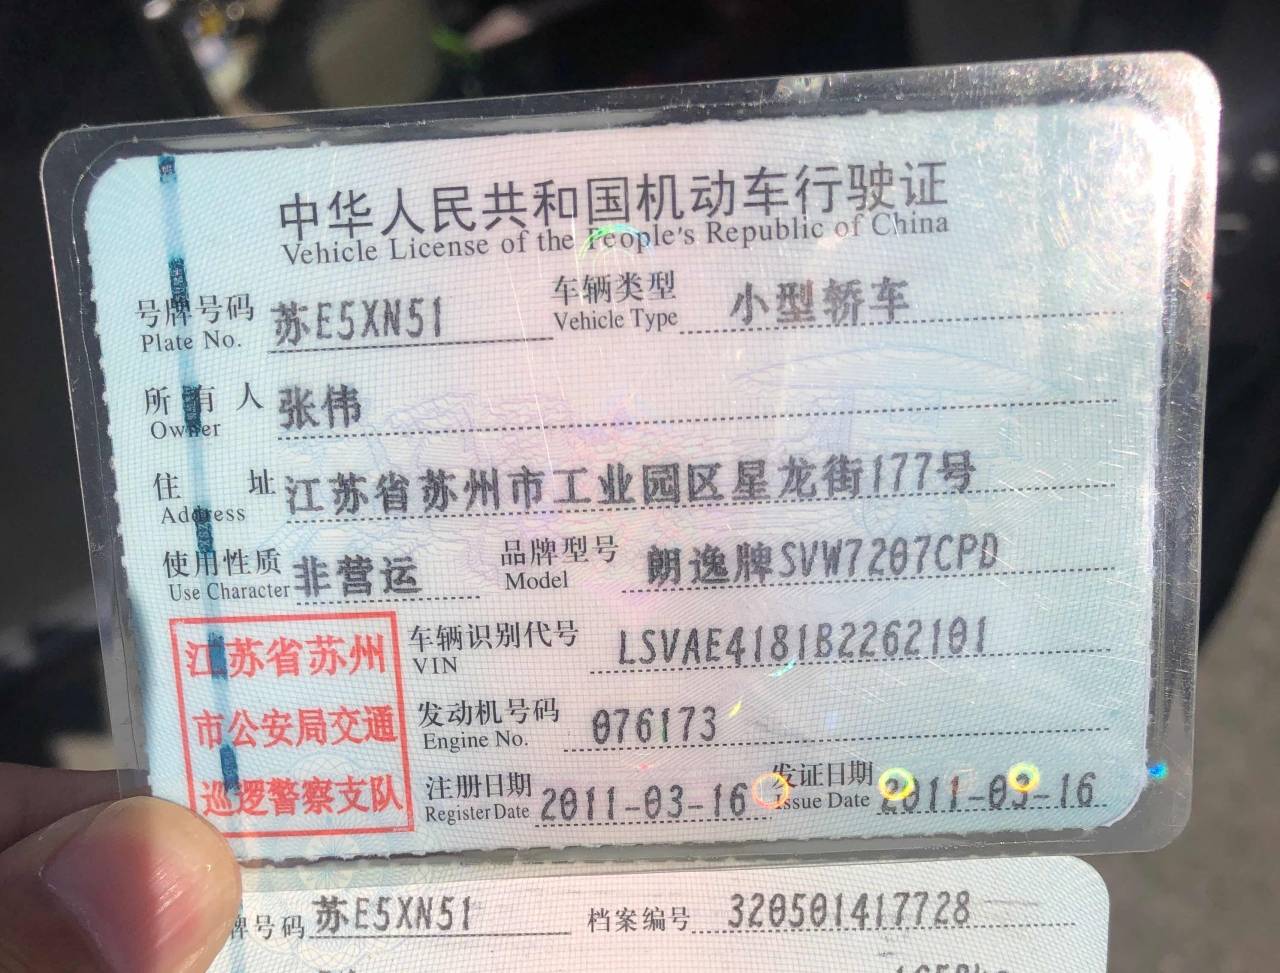 中华人民共和国机动车行驶证
Vehicle License of the People's Republic of China
号牌号码 苏E5XN51 车辆类型 小型轿车
Plate No. Vehicle Type
所有人 张伟
Owner
住址 江苏省苏州市工业园区星龙街177号
Address
使用性质 非营运 品牌型号 朗逸牌SVW7207CPD
Use Character Model
江苏省苏州
市公安局交通
巡逻警察支队
车辆识别代号 LSVAE4181B2262101
VIN
发动机号码 076173
Engine No.
注册日期 2011-03-16 发证日期 2011-03-16
Register Date Issue Date
牌号码 苏E5XN51 档案编号 320501417728